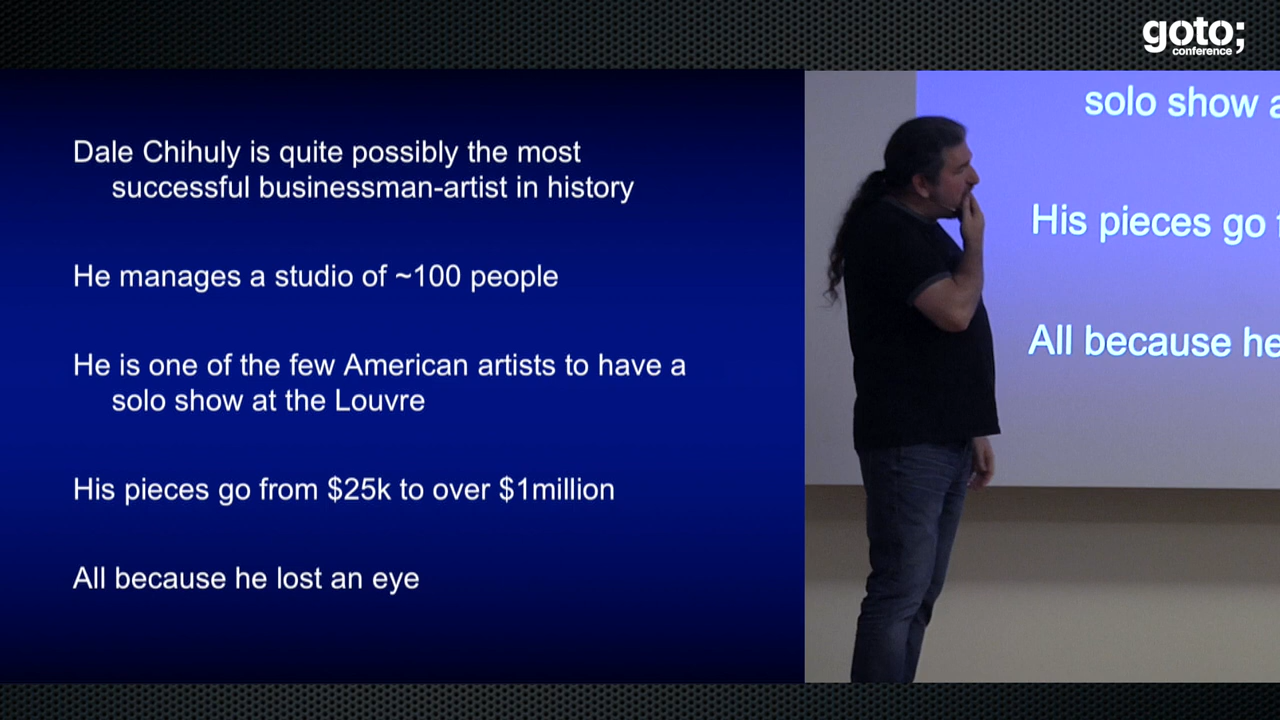 goto;
conference
Dale Chihuly is quite possibly the most
successful businessman-artist in history
He manages a studio of ~100 people
He is one of the few American artists to have a
solo show at the Louvre
His pieces go from $25k to over $1million
All because he lost an eye
solo show a
His pieces go
All because he